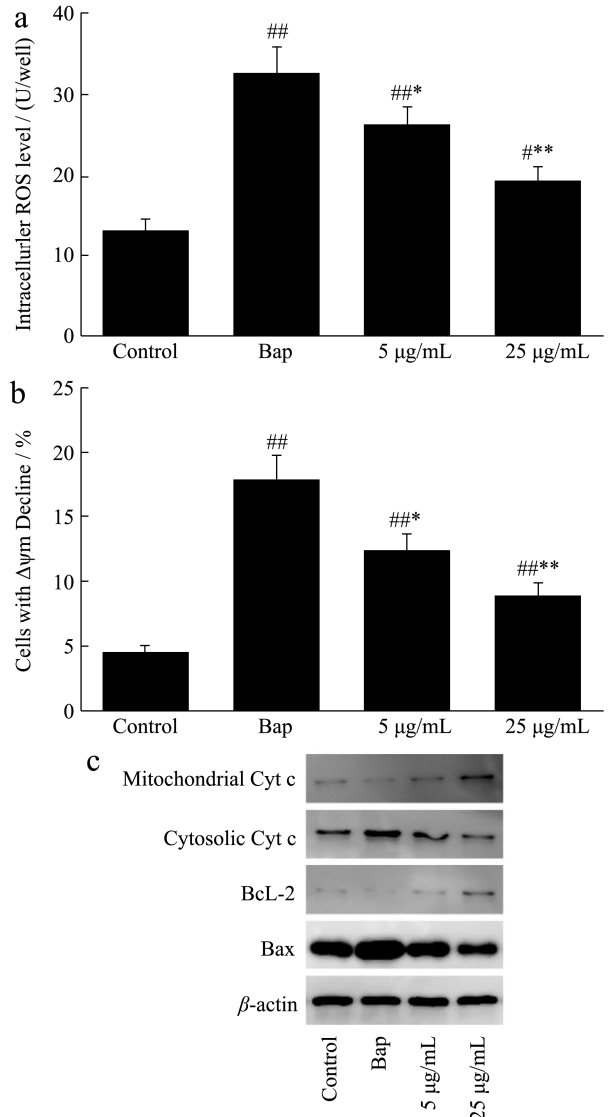 a
Intracellurler ROS level / (U/well)
40
30
20
10
0
##
##*
#**
Control Bap 5 μg/mL 25 μg/mL
b
Cells with Δψm Decline / %
25
20
15
10
5
0
##
##*
##**
Control Bap 5 μg/mL 25 μg/mL
c
Mitochondrial Cyt c
Cytosolic Cyt c
BcL-2
Bax
β-actin
Control
Bap
5 μg/mL
25 μg/mL